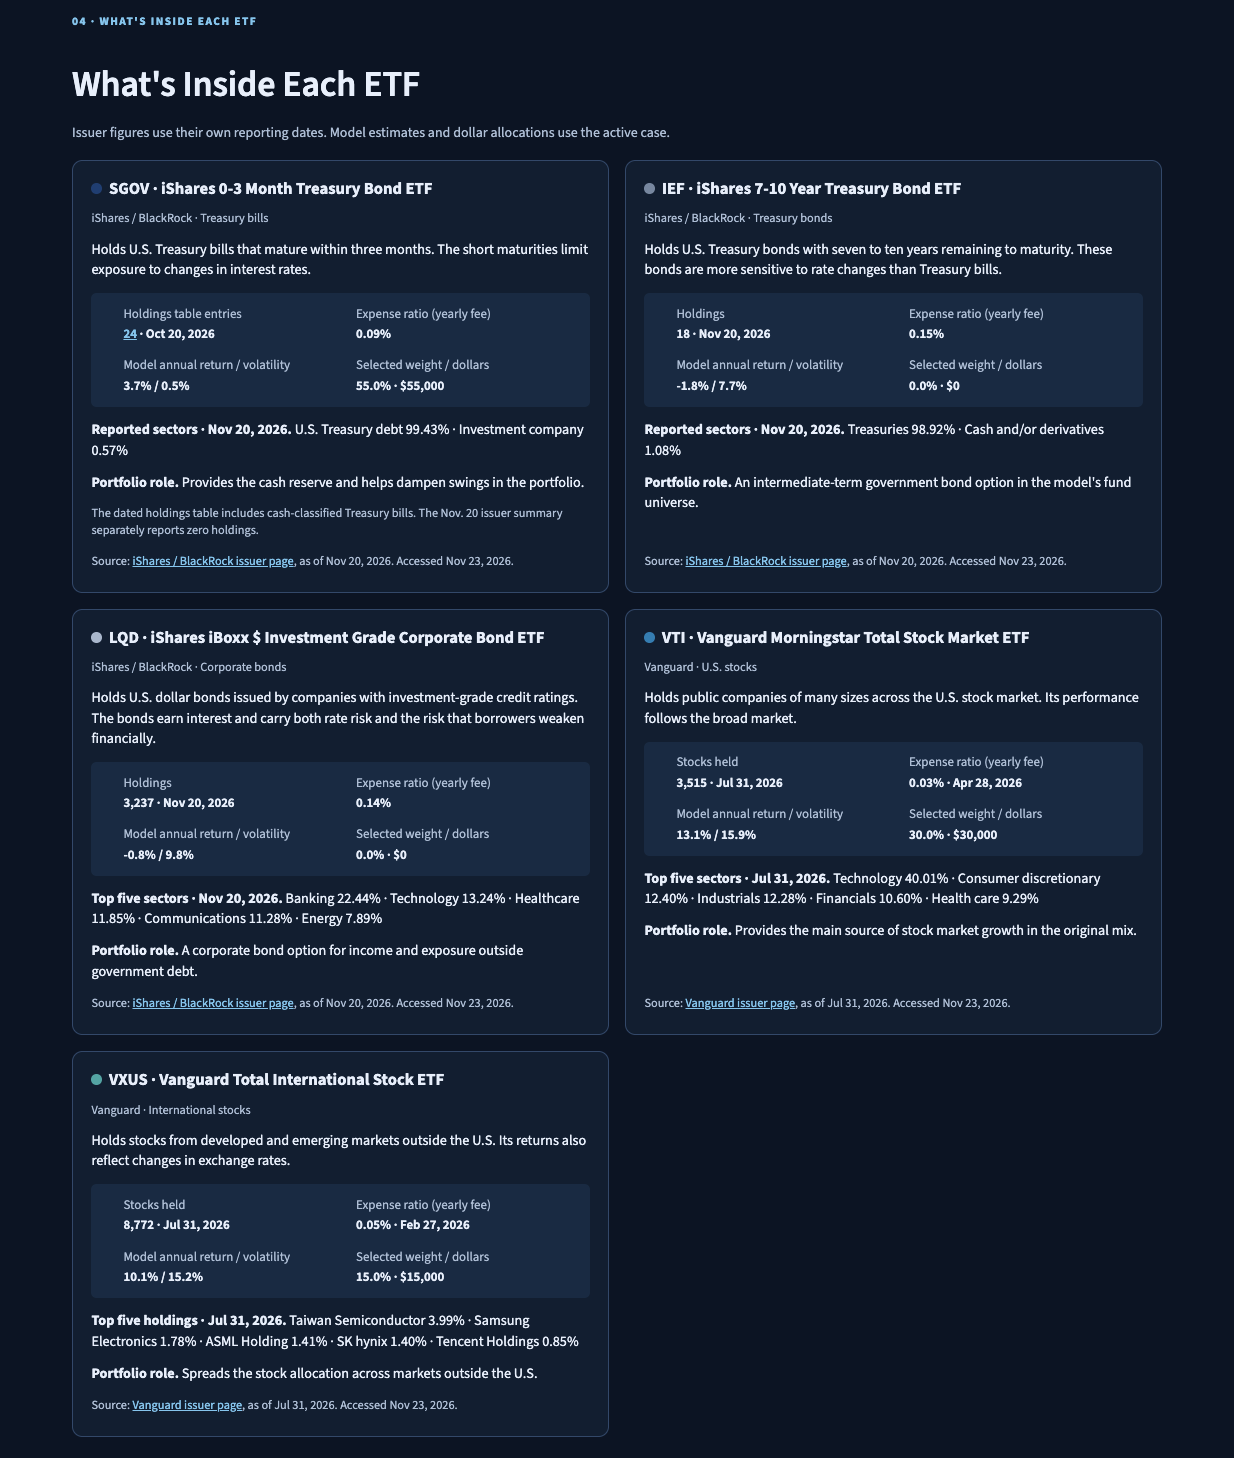 04 · WHAT'S INSIDE EACH ETF
What's Inside Each ETF
Issuer figures use their own reporting dates. Model estimates and dollar allocations use the active case.
SGOV · iShares 0-3 Month Treasury Bond ETF
iShares / BlackRock · Treasury bills
Holds U.S. Treasury bills that mature within three months. The short maturities limit
exposure to changes in interest rates.
Holdings table entries
24 · Oct 20, 2026
Expense ratio (yearly fee)
0.09%
Model annual return / volatility
3.7% / 0.5%
Selected weight / dollars
55.0% · $55,000
Reported sectors · Nov 20, 2026. U.S. Treasury debt 99.43% · Investment company
0.57%
Portfolio role. Provides the cash reserve and helps dampen swings in the portfolio.
The dated holdings table includes cash-classified Treasury bills. The Nov. 20 issuer summary
separately reports zero holdings.
Source: iShares / BlackRock issuer page, as of Nov 20, 2026. Accessed Nov 23, 2026.
IEF · iShares 7-10 Year Treasury Bond ETF
iShares / BlackRock · Treasury bonds
Holds U.S. Treasury bonds with seven to ten years remaining to maturity. These
bonds are more sensitive to rate changes than Treasury bills.
Holdings
18 · Nov 20, 2026
Expense ratio (yearly fee)
0.15%
Model annual return / volatility
-1.8% / 7.7%
Selected weight / dollars
0.0% · $0
Reported sectors · Nov 20, 2026. Treasuries 98.92% · Cash and/or derivatives
1.08%
Portfolio role. An intermediate-term government bond option in the model's fund
universe.
Source: iShares / BlackRock issuer page, as of Nov 20, 2026. Accessed Nov 23, 2026.
LQD · iShares iBoxx $ Investment Grade Corporate Bond ETF
iShares / BlackRock · Corporate bonds
Holds U.S. dollar bonds issued by companies with investment-grade credit ratings.
The bonds earn interest and carry both rate risk and the risk that borrowers weaken
financially.
Holdings
3,237 · Nov 20, 2026
Expense ratio (yearly fee)
0.14%
Model annual return / volatility
-0.8% / 9.8%
Selected weight / dollars
0.0% · $0
Top five sectors · Nov 20, 2026. Banking 22.44% · Technology 13.24% · Healthcare
11.85% · Communications 11.28% · Energy 7.89%
Portfolio role. A corporate bond option for income and exposure outside
government debt.
Source: iShares / BlackRock issuer page, as of Nov 20, 2026. Accessed Nov 23, 2026.
VTI · Vanguard Morningstar Total Stock Market ETF
Vanguard · U.S. stocks
Holds public companies of many sizes across the U.S. stock market. Its performance
follows the broad market.
Stocks held
3,515 · Jul 31, 2026
Expense ratio (yearly fee)
0.03% · Apr 28, 2026
Model annual return / volatility
13.1% / 15.9%
Selected weight / dollars
30.0% · $30,000
Top five sectors · Jul 31, 2026. Technology 40.01% · Consumer discretionary
12.40% · Industrials 12.28% · Financials 10.60% · Health care 9.29%
Portfolio role. Provides the main source of stock market growth in the original mix.
Source: Vanguard issuer page, as of Jul 31, 2026. Accessed Nov 23, 2026.
VXUS · Vanguard Total International Stock ETF
Vanguard · International stocks
Holds stocks from developed and emerging markets outside the U.S. Its returns also
reflect changes in exchange rates.
Stocks held
8,772 · Jul 31, 2026
Expense ratio (yearly fee)
0.05% · Feb 27, 2026
Model annual return / volatility
10.1% / 15.2%
Selected weight / dollars
15.0% · $15,000
Top five holdings · Jul 31, 2026. Taiwan Semiconductor 3.99% · Samsung
Electronics 1.78% · ASML Holding 1.41% · SK hynix 1.40% · Tencent Holdings 0.85%
Portfolio role. Spreads the stock allocation across markets outside the U.S.
Source: Vanguard issuer page, as of Jul 31, 2026. Accessed Nov 23, 2026.